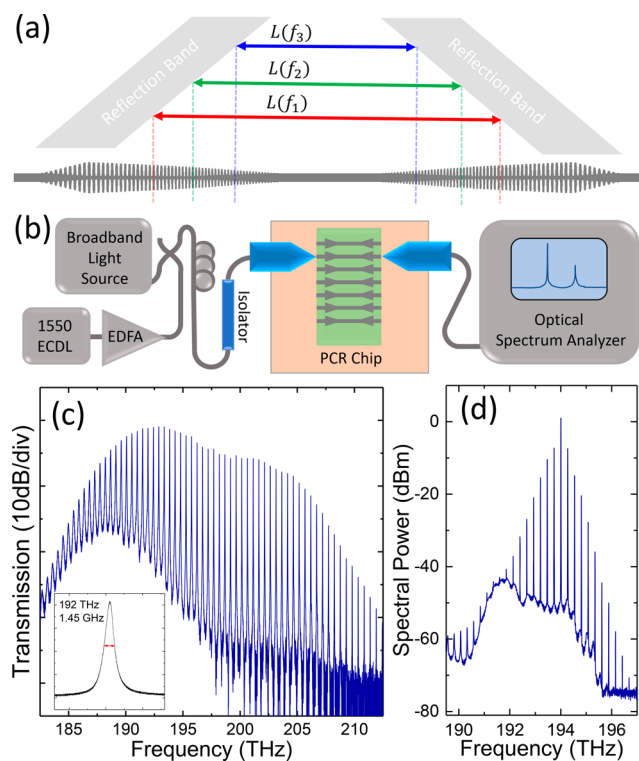 (a)
Reflection Band
L(f₃)
Reflection Band
L(f₂)
L(f₁)
(b)
Broadband
Light
Source
1550
ECDL
EDFA
Isolator
PCR Chip
Optical
Spectrum Analyzer
(c)
Transmission (10dB/div)
192 THz
1.45 GHz
185 190 195 200 205 210
Frequency (THz)
(d)
Spectral Power (dBm)
0
-20
-40
-60
-80
190 192 194 196
Frequency (THz)